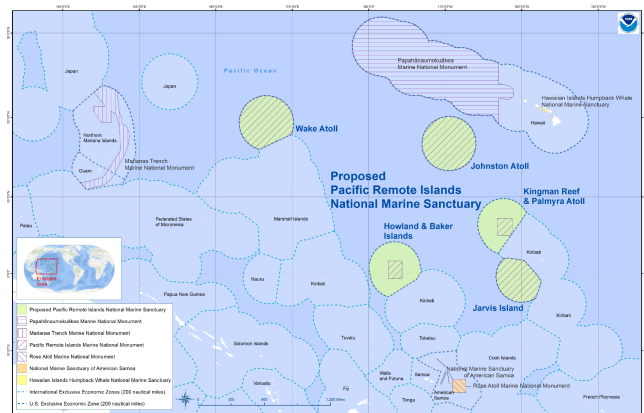 Pacific Ocean
Japan
Japan
Papahānaumokuākea
Marine National Monument
Hawaiian Islands Humpback Whale
National Marine Sanctuary
Hawaii
Wake Atoll
Johnston Atoll
Northern
Mariana Islands
Marianas Trench
Marine National Monument
Guam
Proposed
Pacific Remote Islands
National Marine Sanctuary
Kingman Reef
& Palmyra Atoll
Howland & Baker
Islands
Palau
Federated States
of Micronesia
Marshall Islands
Kiribati
Nauru
Kiribati
Papua New Guinea
Kiribati
Jarvis Island
Kiribati
Enlarged
Area
Solomon Islands
Tuvalu
Tokelau
Cook Islands
Wallis
and Futuna
Samoa
National Marine Sanctuary
of American Samoa
American
Samoa
Rose Atoll Marine National Monument
Vanuatu
Fiji
Tonga
French Polynesia
Proposed Pacific Remote Islands National Marine Sanctuary
Papahānaumokuākea Marine National Monument
Marianas Trench Marine National Monument
Pacific Remote Islands Marine National Monument
Rose Atoll Marine National Monument
National Marine Sanctuary of American Samoa
Hawaiian Islands Humpback Whale National Marine Sanctuary
International Exclusive Economic Zones (200 nautical miles)
U.S. Exclusive Economic Zone (200 nautical miles)